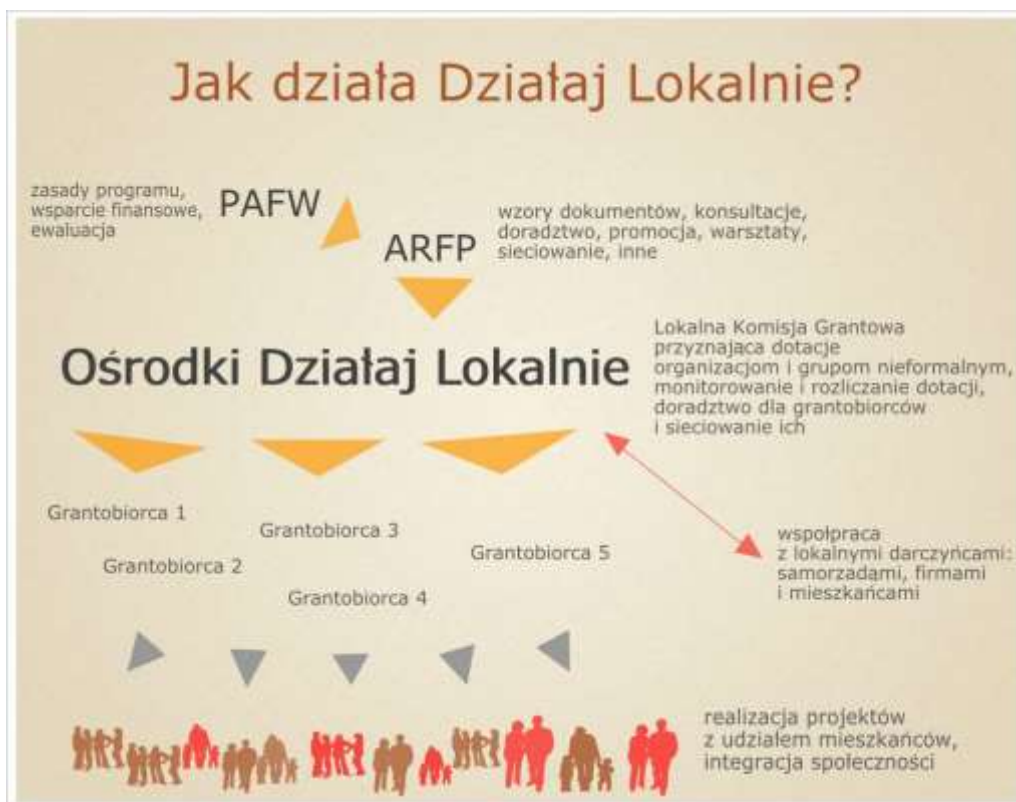 Jak działa Działaj Lokalnie?
zasady programu,
wsparcie finansowe,
ewaluacja
PAFW
ARFP
wzory dokumentów, konsultacje,
doradztwo, promocja, warsztaty,
sieciowanie, inne
Ośrodki Działaj Lokalnie
Lokalna Komisja Grantowa
przyznająca dotacje
organizacjom i grupom nieformalnym,
monitorowanie i rozliczanie dotacji,
doradztwo dla grantobiorców
i sieciowanie ich
Grantobiorca 1
Grantobiorca 2
Grantobiorca 3
Grantobiorca 4
Grantobiorca 5
wspołpraca
z lokalnymi darczyńcami:
samorzadami, firmami
i mieszkańcami
realizacja projektów
z udziałem mieszkańców,
integracja społeczności